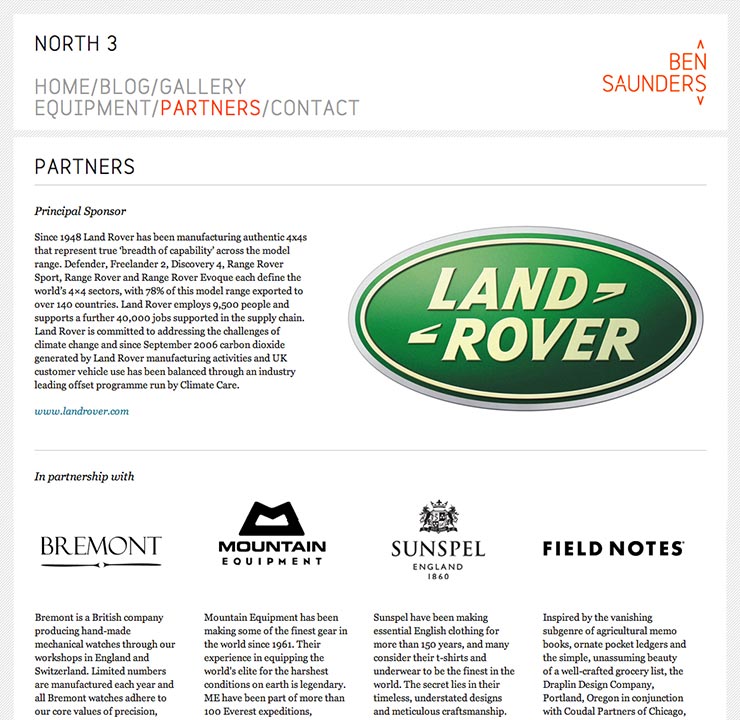 NORTH 3
BEN
SAUNDERS
HOME/BLOG/GALLERY
EQUIPMENT/PARTNERS/CONTACT
PARTNERS
Principal Sponsor
Since 1948 Land Rover has been manufacturing authentic 4x4s
that represent true ‘breadth of capability’ across the model
range. Defender, Freelander 2, Discovery 4, Range Rover
Sport, Range Rover and Range Rover Evoque each define the
world's 4×4 sectors, with 78% of this model range exported to
over 140 countries. Land Rover employs 9,500 people and
supports a further 40,000 jobs supported in the supply chain.
Land Rover is committed to addressing the challenges of
climate change and since September 2006 carbon dioxide
generated by Land Rover manufacturing activities and UK
customer vehicle use has been balanced through an industry
leading offset programme run by Climate Care.
www.landrover.com
LAND
ROVER
In partnership with
BREMONT
Bremont is a British company
producing hand-made
mechanical watches through our
workshops in England and
Switzerland. Limited numbers
are manufactured each year and
all Bremont watches adhere to
our core values of precision,
MOUNTAIN
EQUIPMENT
Mountain Equipment has been
making some of the finest gear in
the world since 1961. Their
experience in equipping the
world's elite for the harshest
conditions on earth is legendary.
ME have been part of more than
100 Everest expeditions,
SUNSPEL
ENGLAND
1860
Sunspel have been making
essential English clothing for
more than 150 years, and many
consider their t-shirts and
underwear to be the finest in the
world. The secret lies in their
timeless, understated designs
and meticulous craftsmanship.
FIELD NOTES
Inspired by the vanishing
subgenre of agricultural memo
books, ornate pocket ledgers and
the simple, unassuming beauty
of a well-crafted grocery list, the
Draplin Design Company,
Portland, Oregon in conjunction
with Coudal Partners of Chicago,